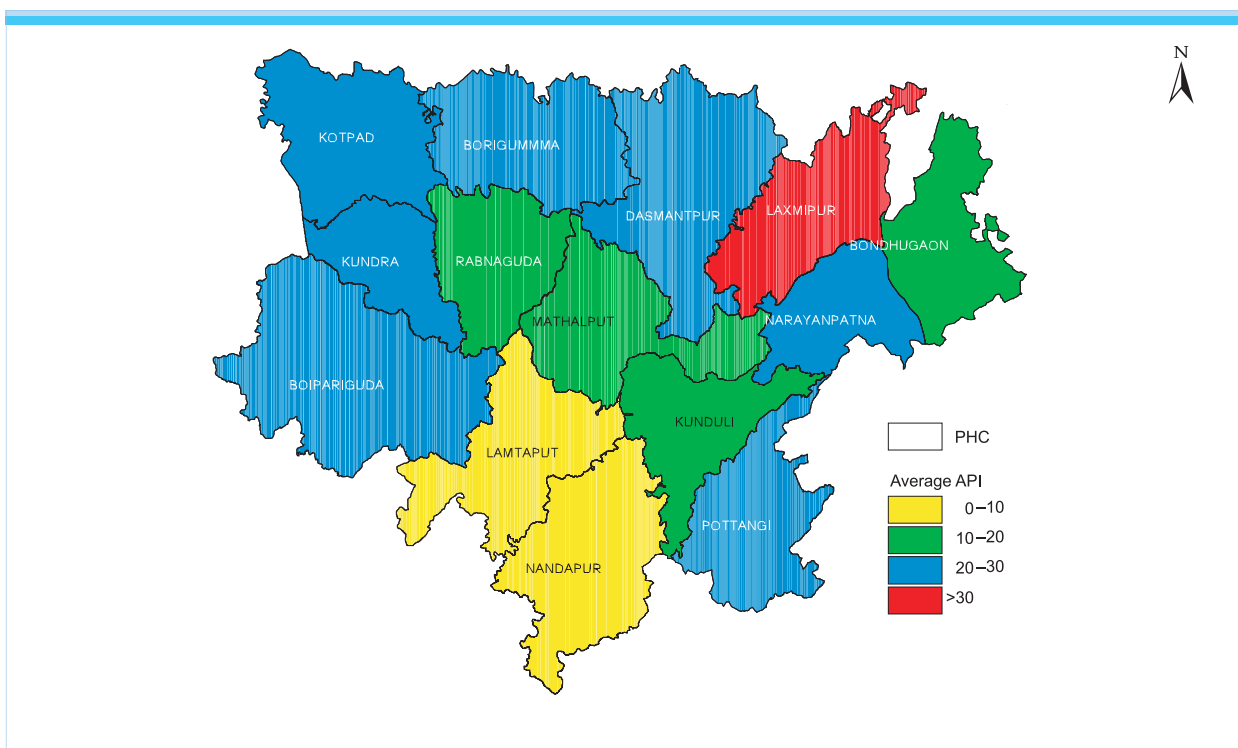 N
KOTPAD
BORIGUMMMA
DASMANTPUR
LAXMIPUR
BONDHUGAON
KUNDRA
RABNAGUDA
MATHALPUT
NARAYANPATNA
BOIPARIGUDA
KUNDULI
LAMTAPUT
POTTANGI
NANDAPUR
PHC
Average API
0–10
10–20
20–30
>30